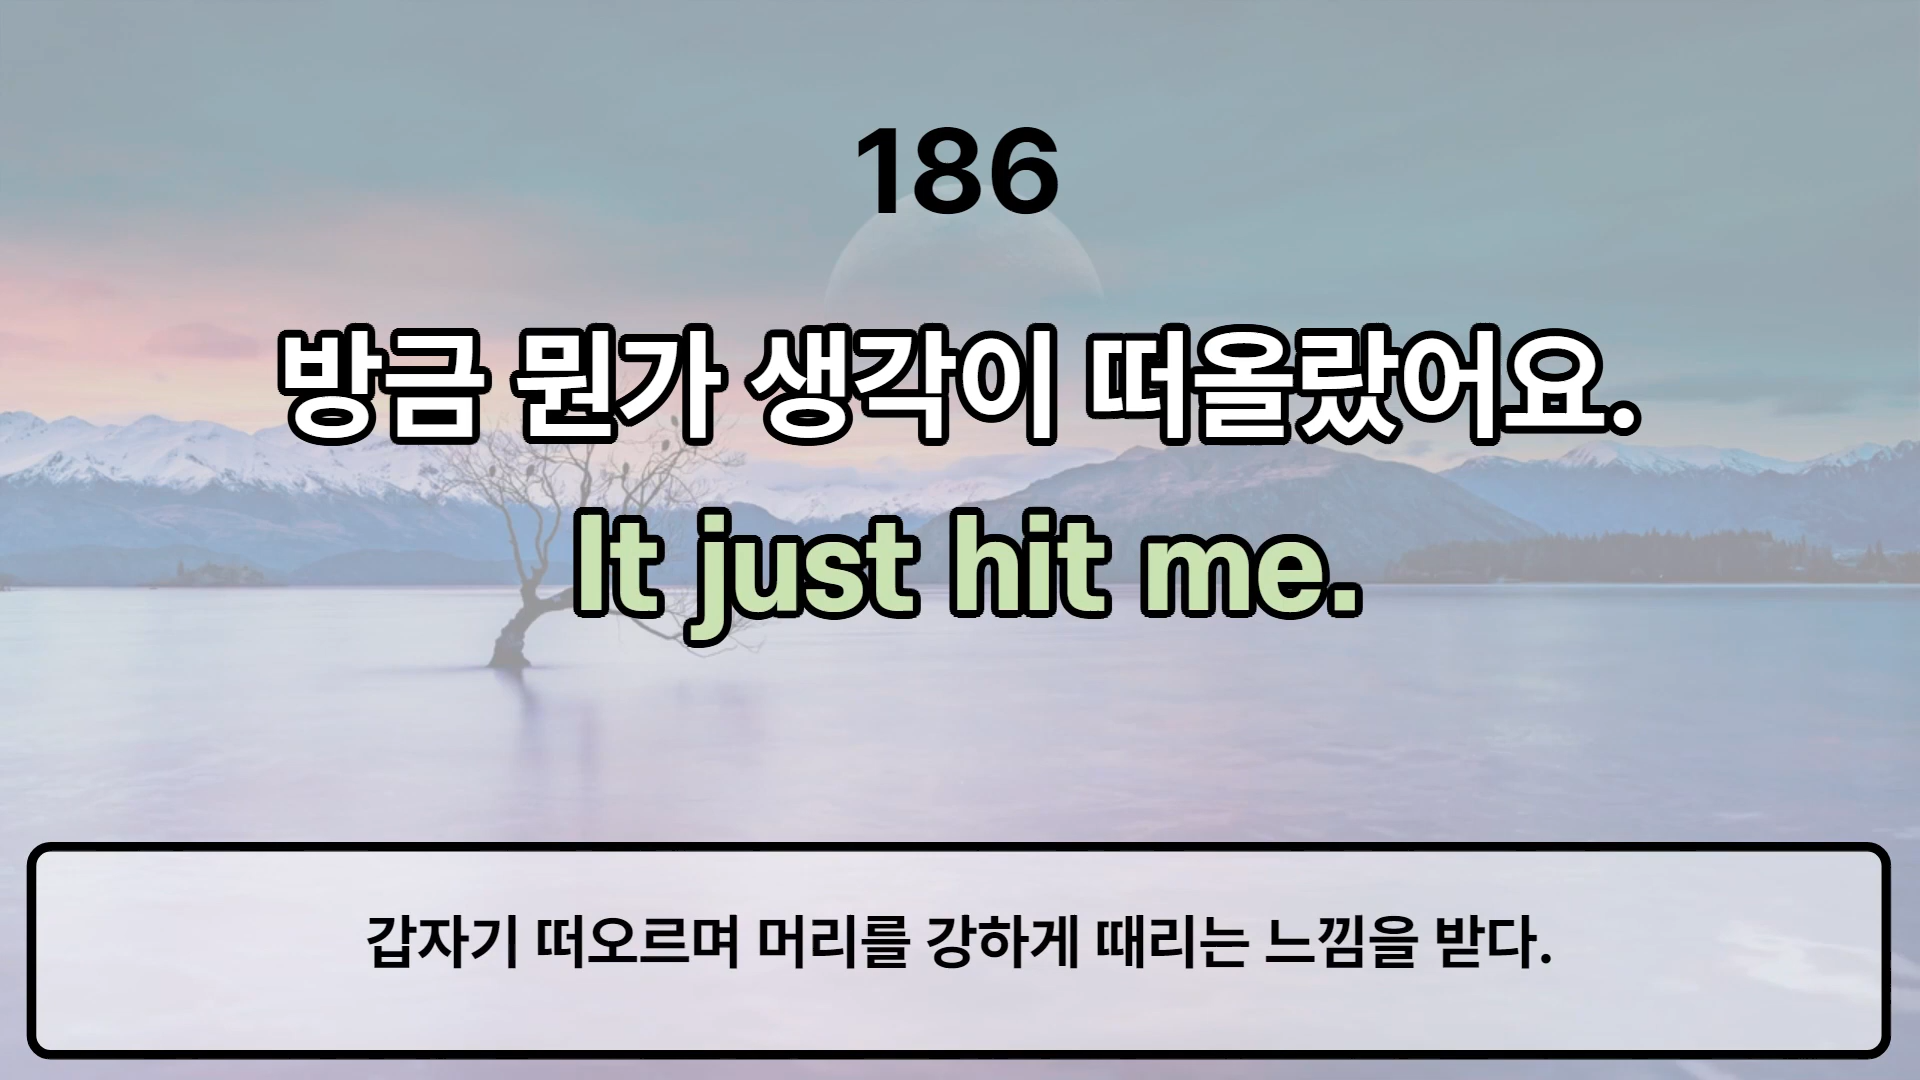 186
방금 뭔가 생각이 떠올랐어요.
It just hit me.
갑자기 떠오르며 머리를 강하게 때리는 느낌을 받다.